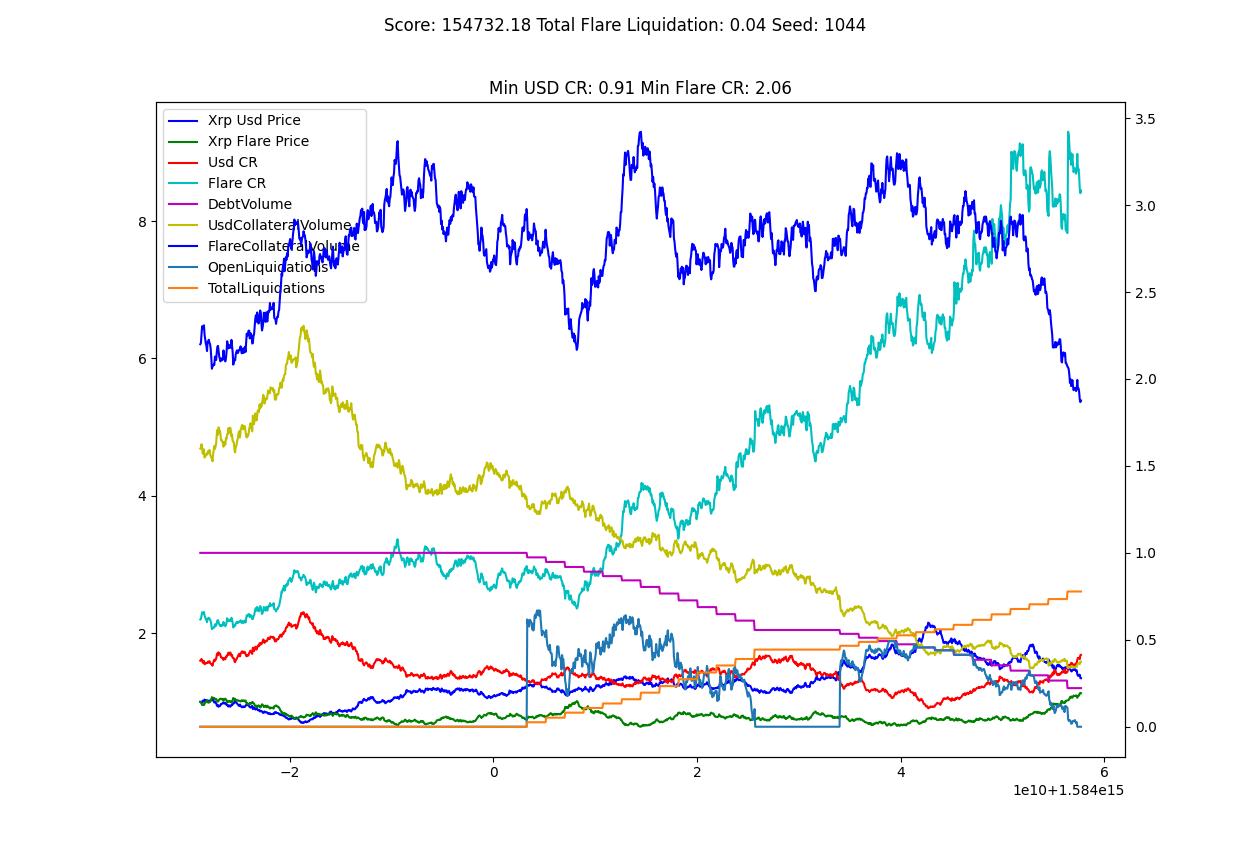 Score: 154732.18 Total Flare Liquidation: 0.04 Seed: 1044
Min USD CR: 0.91 Min Flare CR: 2.06
Xrp Usd Price
Xrp Flare Price
Usd CR
Flare CR
DebtVolume
UsdCollateralVolume
FlareCollateralVolume
OpenLiquidations
TotalLiquidations
8
6
4
2
3.5
3.0
2.5
2.0
1.5
1.0
0.5
0.0
−2
0
2
4
6
1e10+1.584e15